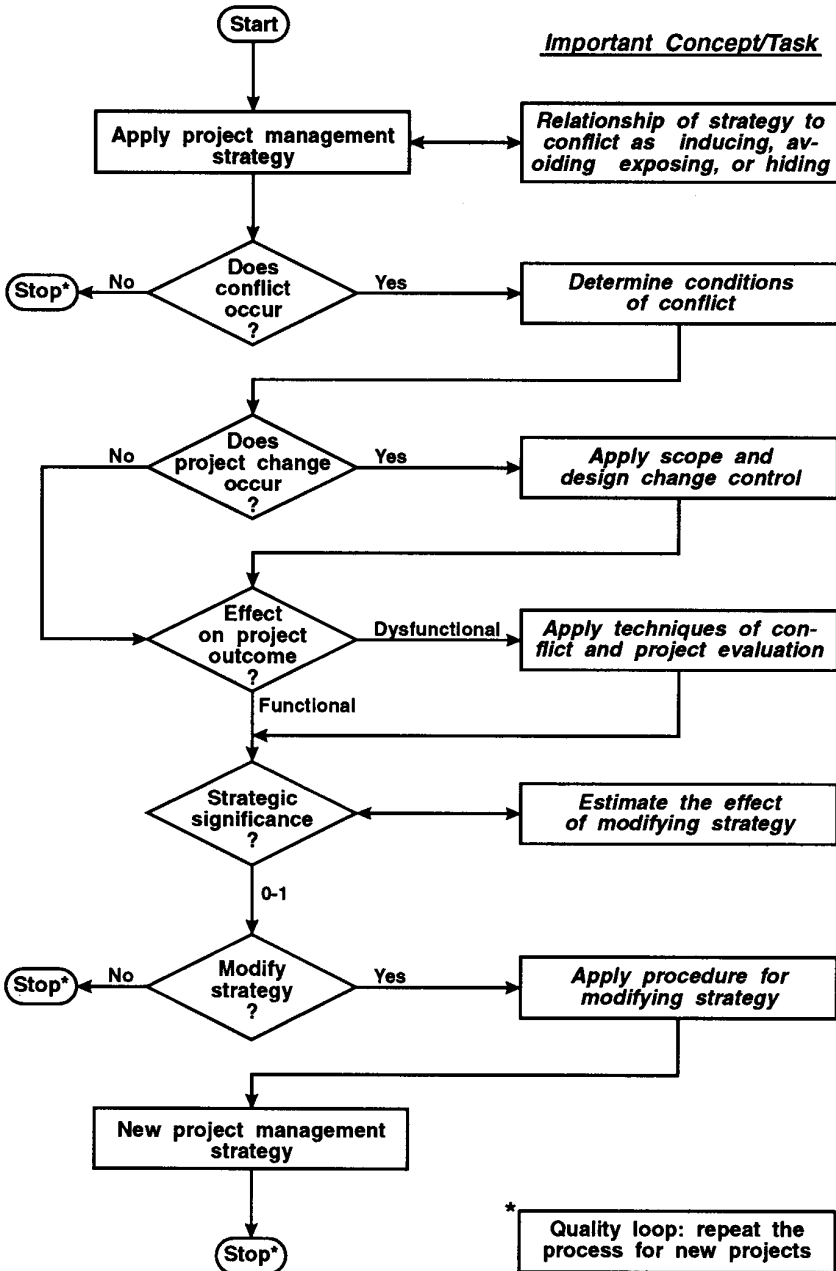 Start
Important Concept/Task
Apply project management
strategy
Relationship of strategy to
conflict as inducing, av-
oiding exposing, or hiding
Does
conflict
occur
?
No
Stop*
Yes
Determine conditions
of conflict
Does
project change
occur
?
No
Yes
Apply scope and
design change control
Effect
on project
outcome
?
Dysfunctional
Apply techniques of con-
flict and project evaluation
Functional
Strategic
significance
?
Estimate the effect
of modifying strategy
0-1
Modify
strategy
?
No
Stop*
Yes
Apply procedure for
modifying strategy
New project management
strategy
Stop*
*
Quality loop: repeat the
process for new projects